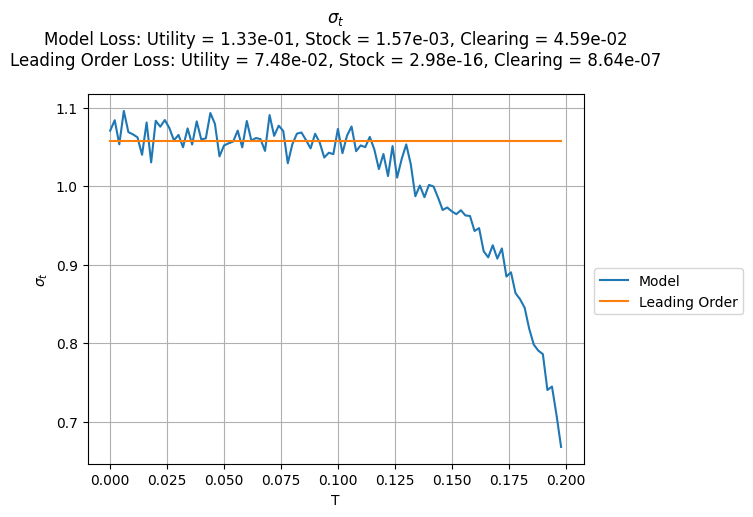 σt
Model Loss: Utility = 1.33e-01, Stock = 1.57e-03, Clearing = 4.59e-02
Leading Order Loss: Utility = 7.48e-02, Stock = 2.98e-16, Clearing = 8.64e-07
1.1
1.0
0.9
0.8
0.7
σt
0.000 0.025 0.050 0.075 0.100 0.125 0.150 0.175 0.200
T
Model
Leading Order